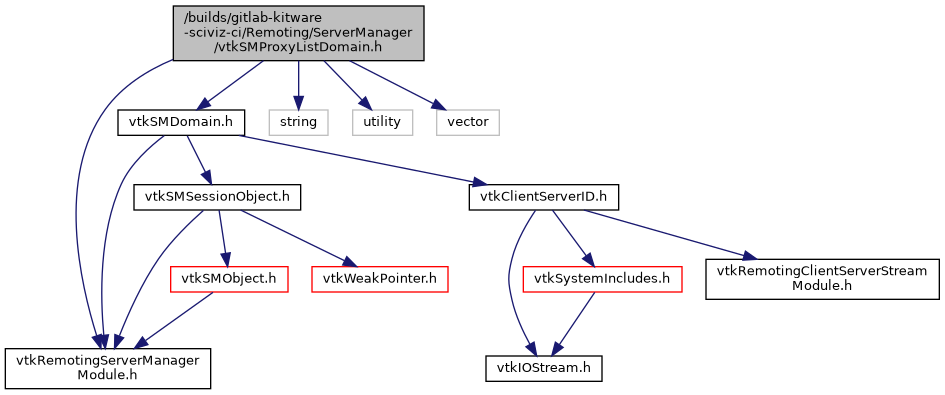 /builds/gitlab-kitware
-sciviz-ci/Remoting/ServerManager
/vtkSMProxyListDomain.h
vtkSMDomain.h
string
utility
vector
vtkSMSessionObject.h
vtkClientServerID.h
vtkSMObject.h
vtkWeakPointer.h
vtkSystemIncludes.h
vtkRemotingClientServerStream
Module.h
vtkRemotingServerManager
Module.h
vtkIOStream.h